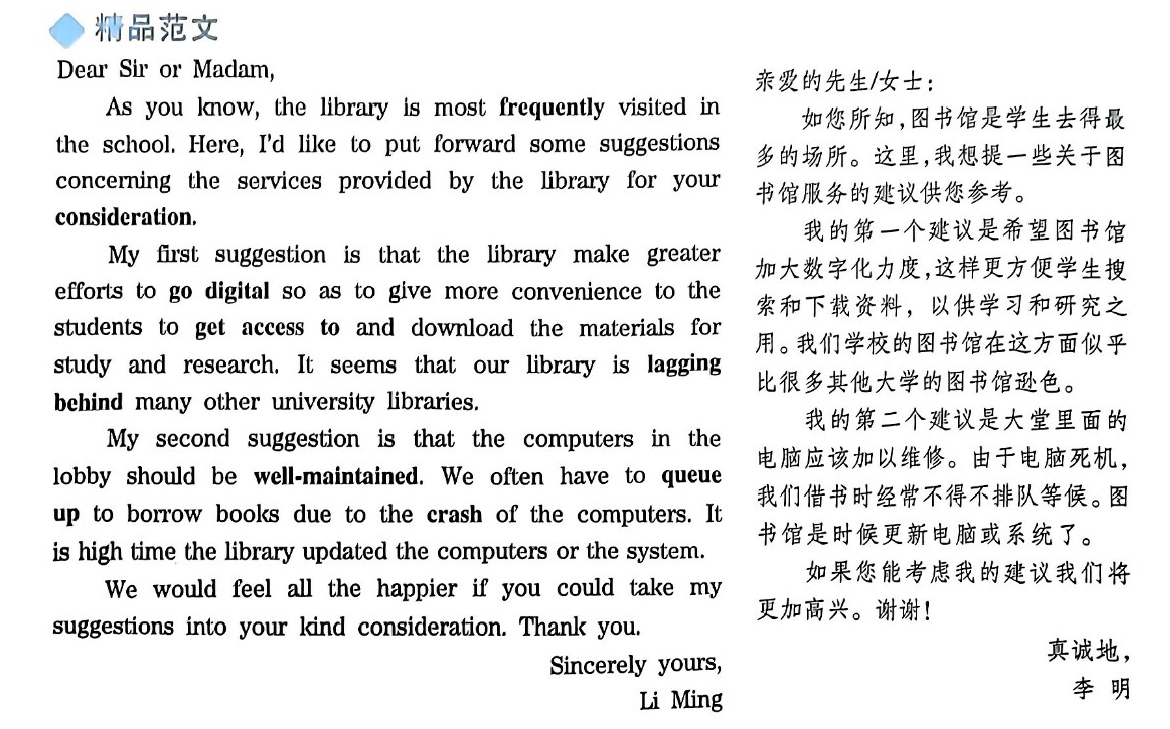 精品范文
Dear Sir or Madam,
As you know, the library is most frequently visited in
the school. Here, I'd like to put forward some suggestions
concerning the services provided by the library for your
consideration.
My first suggestion is that the library make greater
efforts to go digital so as to give more convenience to the
students to get access to and download the materials for
study and research. It seems that our library is lagging
behind many other university libraries.
My second suggestion is that the computers in the
lobby should be well-maintained. We often have to queue
up to borrow books due to the crash of the computers. It
is high time the library updated the computers or the system.
We would feel all the happier if you could take my
suggestions into your kind consideration. Thank you.
Sincerely yours,
Li Ming
亲爱的先生/女士：
如您所知,图书馆是学生去得最
多的场所。这里,我想提一些关于图
书馆服务的建议供您参考。
我的第一个建议是希望图书馆
加大数字化力度,这样更方便学生搜
索和下载资料，以供学习和研究之
用。我们学校的图书馆在这方面似乎
比很多其他大学的图书馆逊色。
我的第二个建议是大堂里面的
电脑应该加以维修。由于电脑死机，
我们借书时经常不得不排队等候。图
书馆是时候更新电脑或系统了。
如果您能考虑我的建议我们将
更加高兴。谢谢！
真诚地，
李 明